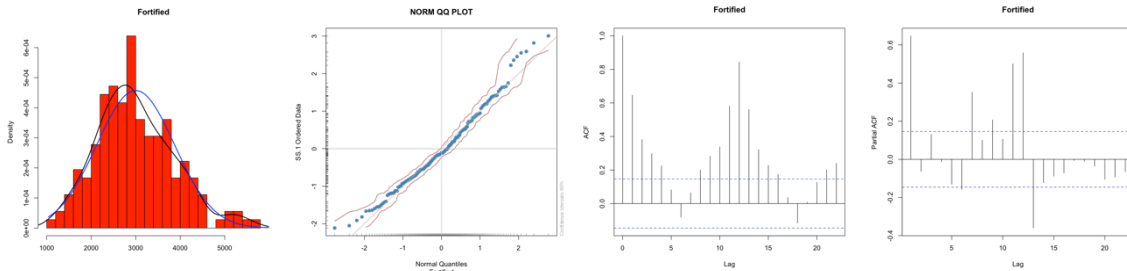 Fortified
Density
0e+00 1e-04 2e-04 3e-04 4e-04 5e-04 6e-04
1000 2000 3000 4000 5000
NORM QQ PLOT
SS.1 Ordered Data
-2 -1 0 1 2 3
-2 0 2
Normal Quantiles
Fortified
Fortified
ACF
0.0 0.2 0.4 0.6 0.8 1.0
0 5 10 15 20
Lag
Fortified
Partial ACF
-0.4 -0.2 0.0 0.2 0.4 0.6
5 10 15 20
Lag